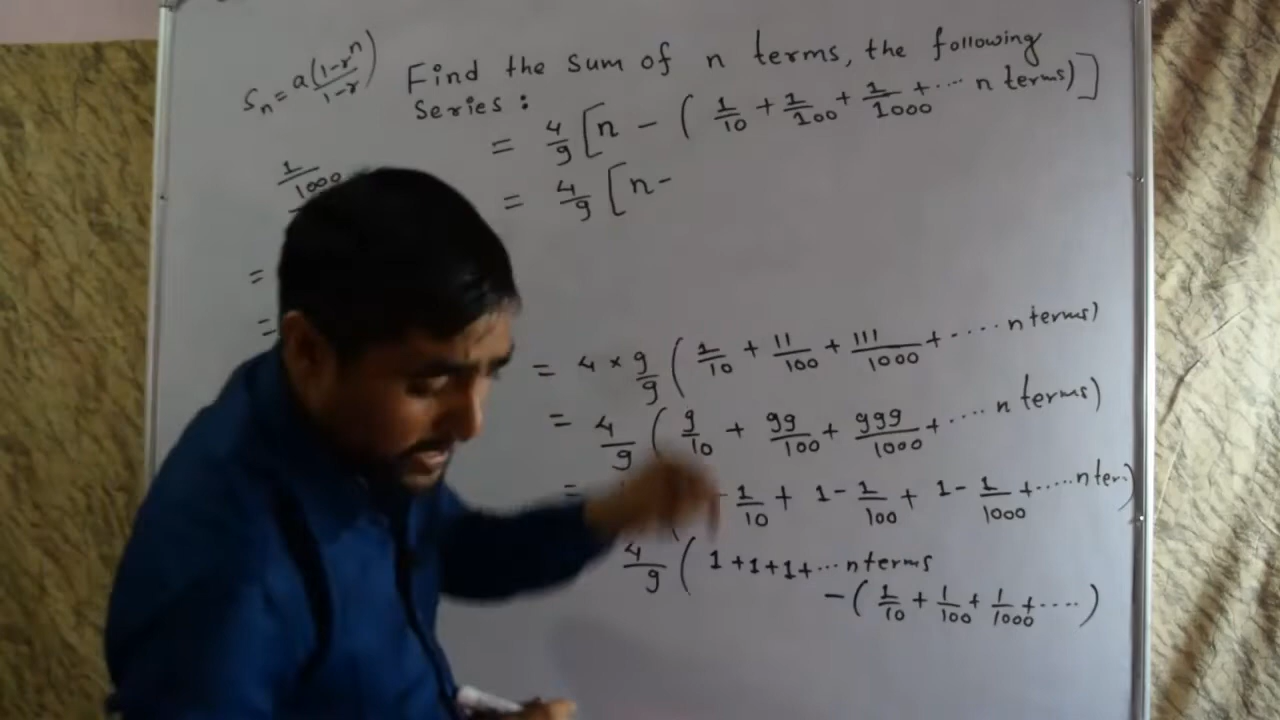 Sₙ = a(1-rⁿ/1-r)
Find the sum of n terms, the following
series :
= 4/9 [n - (1/10 + 1/100 + 1/1000 + .... n terms)]
1/1000
= 4/9 [n -
=
=
= 4 × 9/9 (1/10 + 11/100 + 111/1000 + ..... n terms)
= 4/9 (9/10 + 99/100 + 999/1000 + .... n terms)
= - 1/10 + 1 - 1/100 + 1 - 1/1000 + ..... n ter.)
4/9 (1 + 1 + 1 + ... n terms
- (1/10 + 1/100 + 1/1000 + ....)